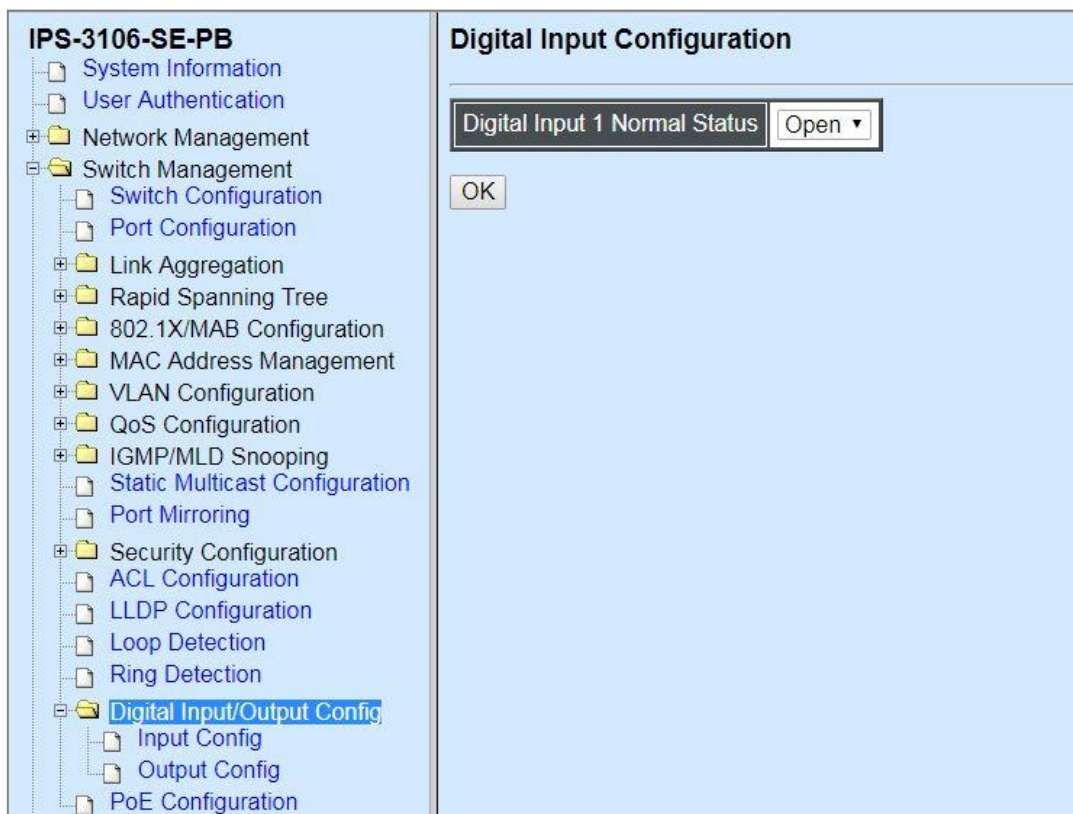 IPS-3106-SE-PB
System Information
User Authentication
Network Management
Switch Management
Switch Configuration
Port Configuration
Link Aggregation
Rapid Spanning Tree
802.1X/MAB Configuration
MAC Address Management
VLAN Configuration
QoS Configuration
IGMP/MLD Snooping
Static Multicast Configuration
Port Mirroring
Security Configuration
ACL Configuration
LLDP Configuration
Loop Detection
Ring Detection
Digital Input/Output Config
Input Config
Output Config
PoE Configuration
Digital Input Configuration
Digital Input 1 Normal Status Open
OK